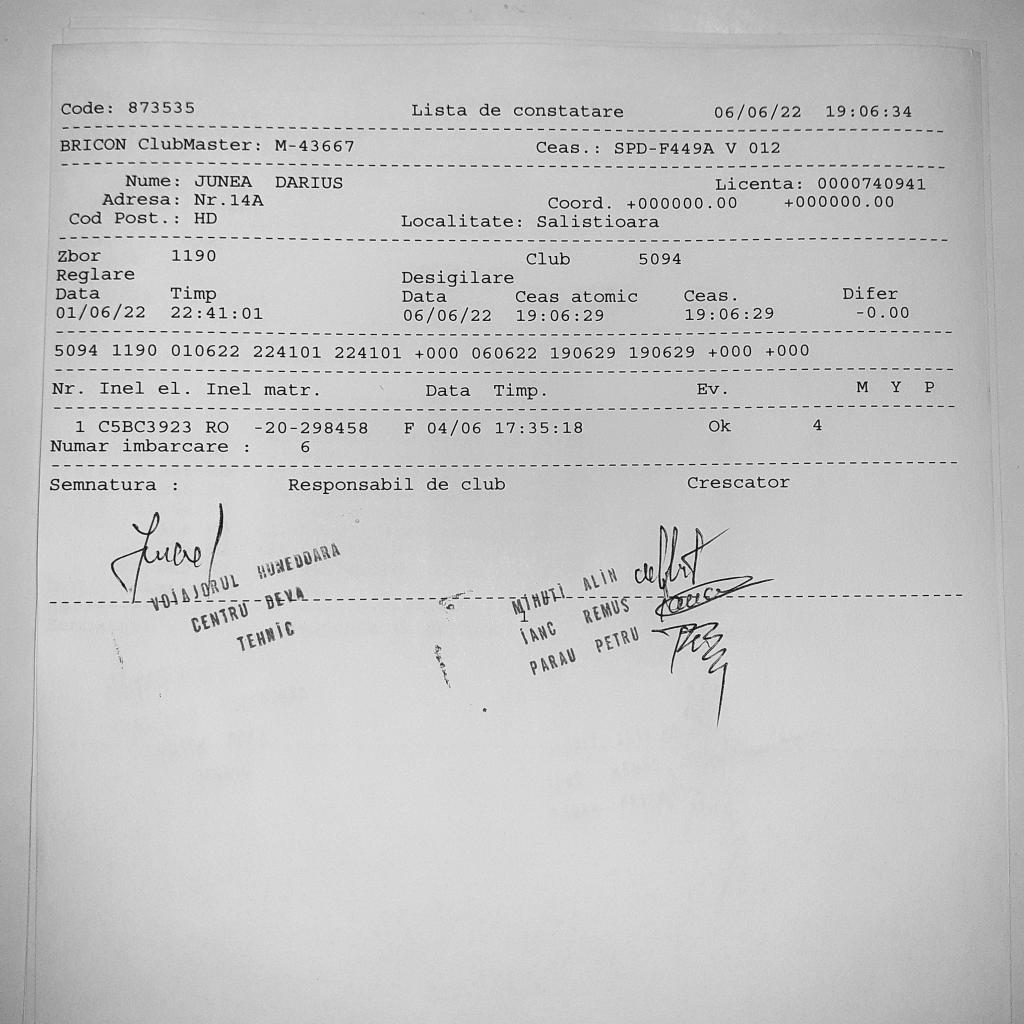 Code: 873535 Lista de constatare 06/06/22 19:06:34
BRICON ClubMaster: M-43667 Ceas.: SPD-F449A V 012
Nume: JUNEA DARIUS Licenta: 0000740941
Adresa: Nr.14A Coord. +000000.00 +000000.00
Cod Post.: HD Localitate: Salistioara
Zbor 1190 Club 5094
Reglare Desigilare
Data Timp Data Ceas atomic Ceas. Difer
01/06/22 22:41:01 06/06/22 19:06:29 19:06:29 -0.00
5094 1190 010622 224101 224101 +000 060622 190629 190629 +000 +000
Nr. Inel el. Inel matr. Data Timp. Ev. M Y P
1 C5BC3923 RO -20-298458 F 04/06 17:35:18 Ok 4
Numar imbarcare : 6
Semnatura : Responsabil de club Crescator
VOIAJORUL HUNEDOARA
CENTRU DEVA
TEHNIC
MIHUTI ALIN
1
IANC REMUS
PARAU PETRU